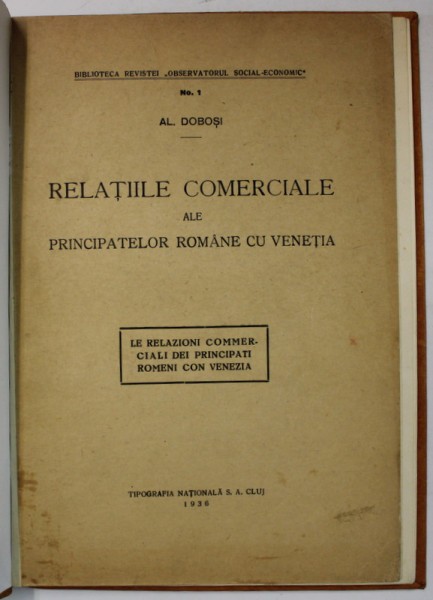 BIBLIOTECA REVISTEI „OBSERVATORUL SOCIAL-ECONOMIC"
No. 1
AL. DOBOȘI
RELAȚIILE COMERCIALE
ALE
PRINCIPATELOR ROMÂNE CU VENEȚIA
LE RELAZIONI COMMER-
CIALI DEI PRINCIPATI
ROMENI CON VENEZIA
TIPOGRAFIA NAȚIONALĂ S. A. CLUJ
1936